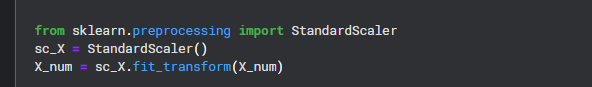 from sklearn.preprocessing import StandardScaler
sc_X = StandardScaler()
X_num = sc_X.fit_transform(X_num)